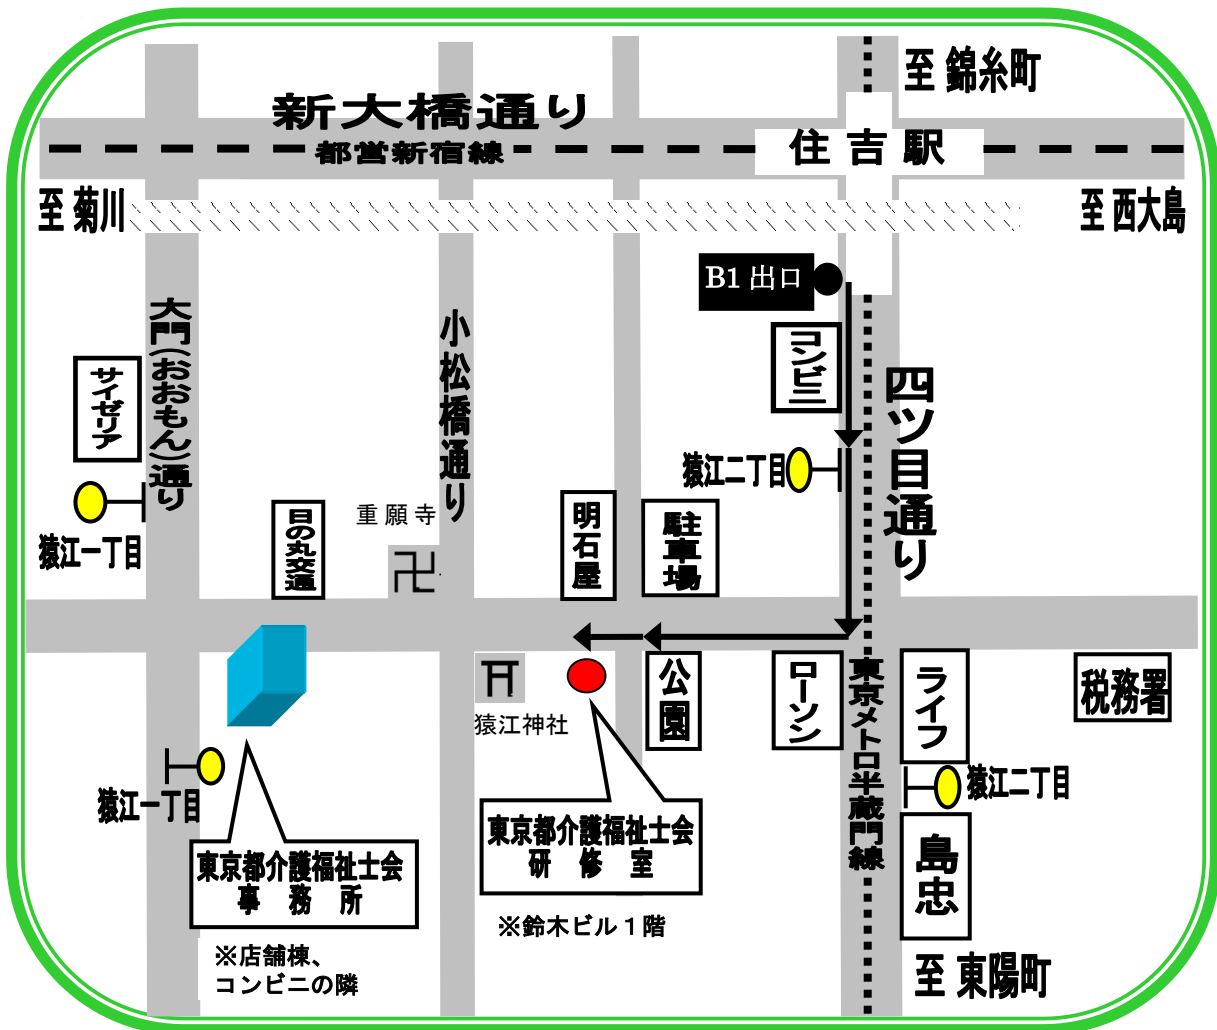 至 錦糸町
新大橋通り
都営新宿線
住 吉 駅
至 菊川
至 西大島
B1 出口
大門(おおもん)通り
小松橋通り
コンビニ
サイゼリア
四ツ目通り
猿江二丁目
猿江一丁目
日の丸交通
重願寺
卍
明石屋
駐車場
公園
ローソン
東京メトロ半蔵門線
ライフ
税務署
猿江神社
猿江一丁目
猿江二丁目
東京都介護福祉士会
研 修 室
東京都介護福祉士会
事 務 所
島忠
※鈴木ビル1階
※店舗棟、
コンビニの隣
至 東陽町